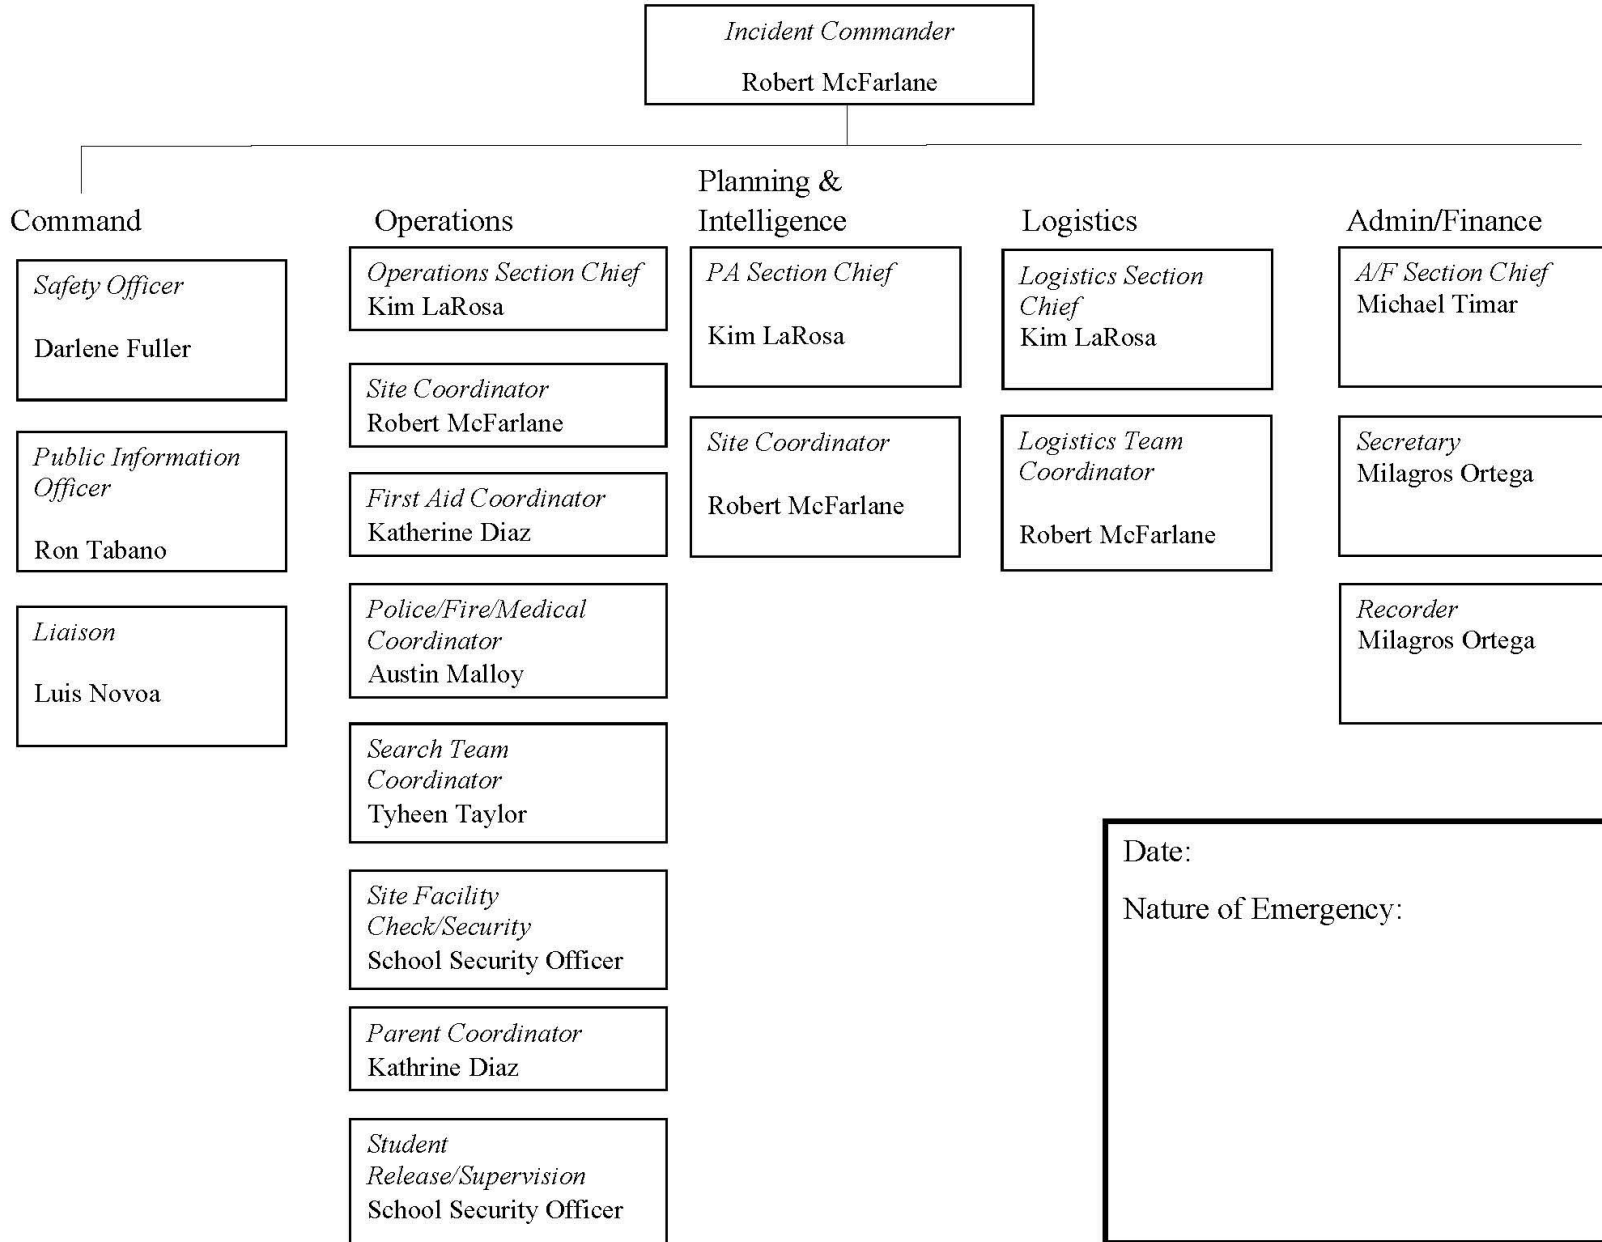 Incident Commander
Robert McFarlane
Command
Safety Officer
Darlene Fuller
Public Information
Officer
Ron Tabano
Liaison
Luis Novoa
Operations
Operations Section Chief
Kim LaRosa
Site Coordinator
Robert McFarlane
First Aid Coordinator
Katherine Diaz
Police/Fire/Medical
Coordinator
Austin Malloy
Search Team
Coordinator
Tyheen Taylor
Site Facility
Check/Security
School Security Officer
Parent Coordinator
Kathrine Diaz
Student
Release/Supervision
School Security Officer
Planning &
Intelligence
PA Section Chief
Kim LaRosa
Site Coordinator
Robert McFarlane
Logistics
Logistics Section
Chief
Kim LaRosa
Logistics Team
Coordinator
Robert McFarlane
Admin/Finance
A/F Section Chief
Michael Timar
Secretary
Milagros Ortega
Recorder
Milagros Ortega
Date:
Nature of Emergency: